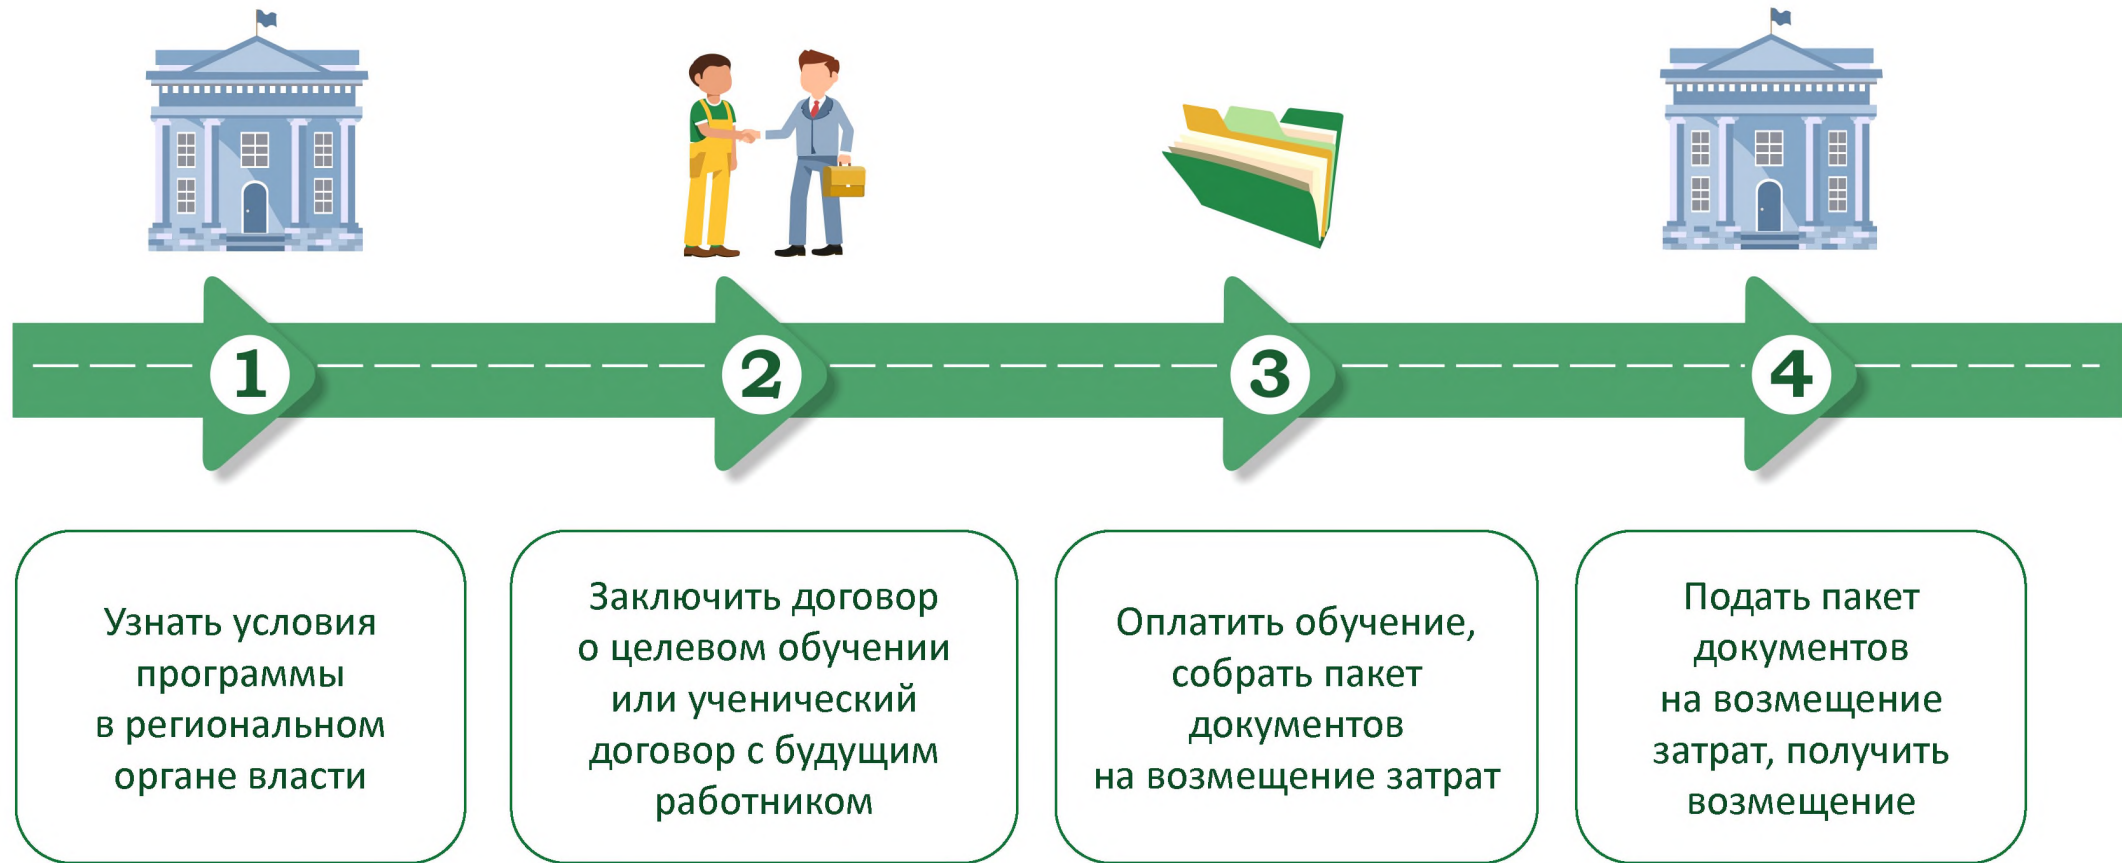 1
2
3
4
Узнать условия
программы
в региональном
органе власти
Заключить договор
о целевом обучении
или ученический
договор с будущим
работником
Оплатить обучение,
собрать пакет
документов
на возмещение затрат
Подать пакет
документов
на возмещение
затрат, получить
возмещение